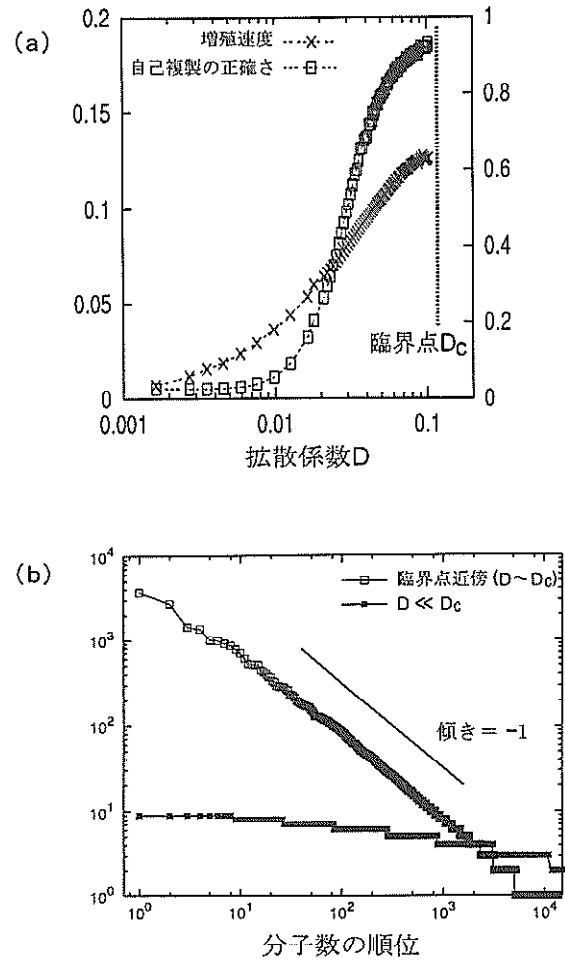 (a)
増殖速度
自己複製の正確さ
0.2
0.15
0.1
0.05
0
1
0.8
0.6
0.4
0.2
0
臨界点Dc
0.001
0.01
0.1
拡散係数D
(b)
臨界点近傍(D~Dc)
D ≪ Dc
傾き = -1
10⁴
10³
10²
10¹
10⁰
10⁰
10¹
10²
10³
10⁴
分子数の順位